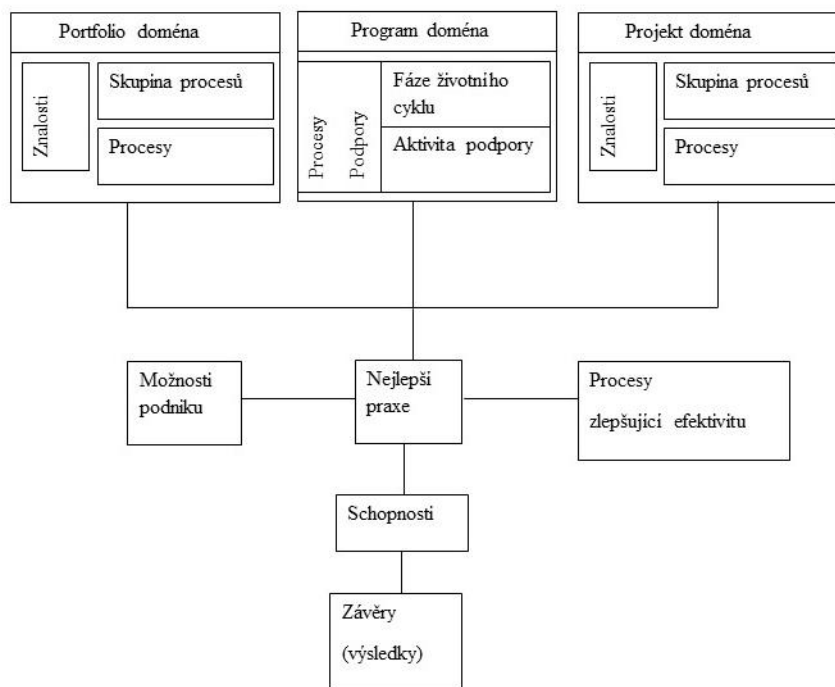 Portfolio doména
Znalosti
Skupina procesů
Procesy
Program doména
Procesy
Podpory
Fáze životního
cyklu
Aktivita podpory
Projekt doména
Znalosti
Skupina procesů
Procesy
Možnosti
podniku
Nejlepši
praxe
Procesy
zlepšující efektivitu
Schopnosti
Závěry
(výsledky)